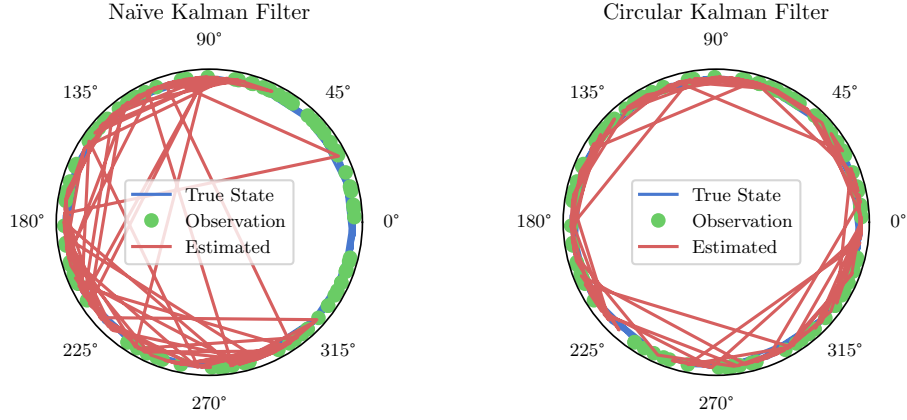 Naïve Kalman Filter
90°
135°
45°
180°
True State
Observation
Estimated
0°
225°
315°
270°
Circular Kalman Filter
90°
135°
45°
180°
True State
Observation
Estimated
0°
225°
315°
270°